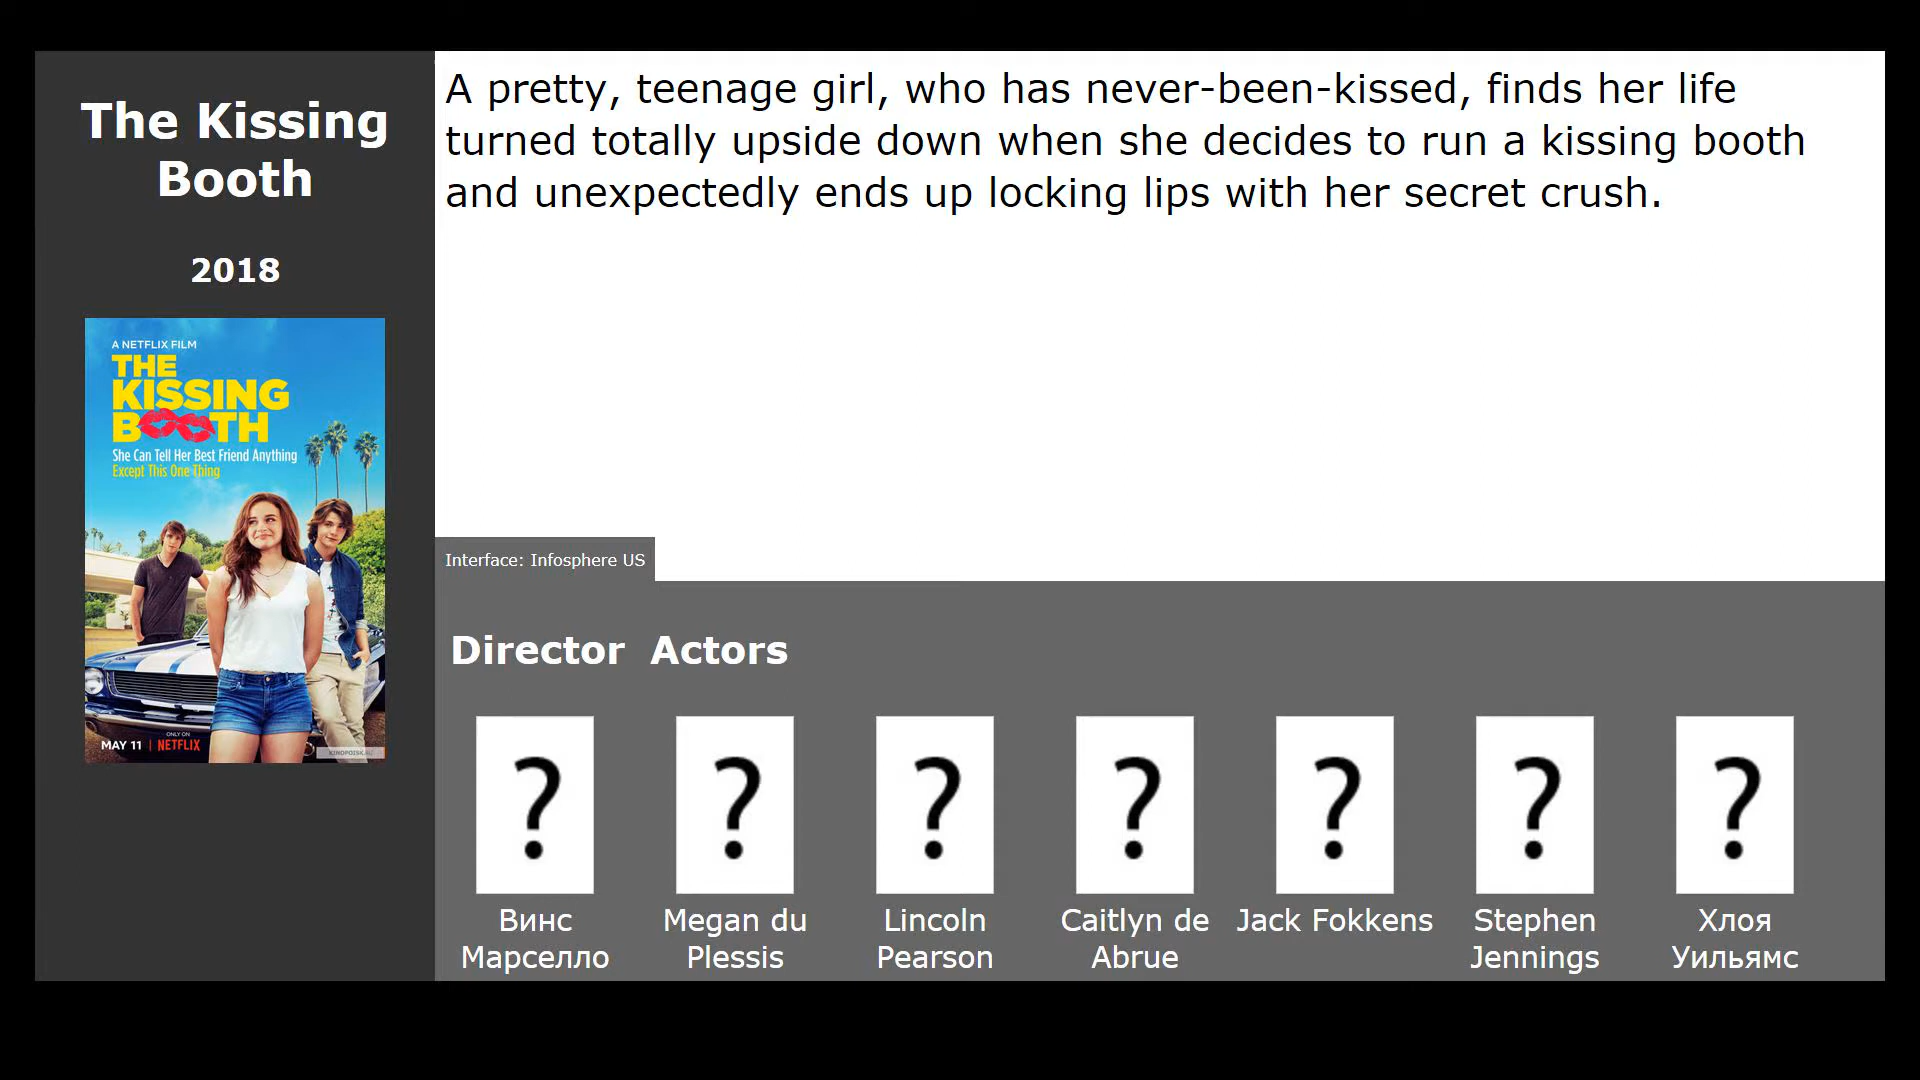 The Kissing
Booth
2018
A NETFLIX FILM
THE
KISSING
BOOTH
She Can Tell Her Best Friend Anything
Except This One Thing
MAY 11 | ONLY ON NETFLIX
KINOPOISK.RU
A pretty, teenage girl, who has never-been-kissed, finds her life
turned totally upside down when she decides to run a kissing booth
and unexpectedly ends up locking lips with her secret crush.
Interface: Infosphere US
Director Actors
? ? ? ? ? ? ?
Винс Megan du Lincoln Caitlyn de Jack Fokkens Stephen Хлоя
Марселло Plessis Pearson Abrue Jennings Уильямс